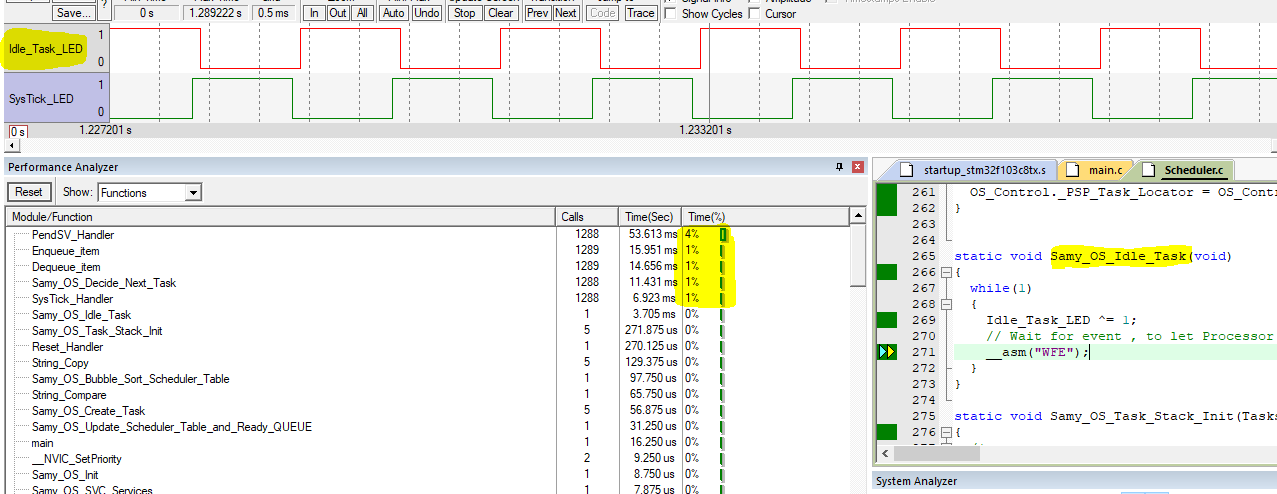 Save...
0 s 1.289222 s 0.5 ms
In Out All Auto Undo Stop Clear Prev Next Code Trace
Show Cycles Cursor
Idle_Task_LED
1
0
SysTick_LED
1
0
0 s 1.227201 s 1.233201 s
Performance Analyzer
Reset Show: Functions
Module/Function Calls Time(Sec) Time(%)
PendSV_Handler 1288 53.613 ms 4%
Enqueue_item 1289 15.951 ms 1%
Dequeue_item 1289 14.656 ms 1%
Samy_OS_Decide_Next_Task 1288 11.431 ms 1%
SysTick_Handler 1288 6.923 ms 1%
Samy_OS_Idle_Task 1 3.705 ms 0%
Samy_OS_Task_Stack_Init 5 271.875 us 0%
Reset_Handler 1 270.125 us 0%
String_Copy 5 129.375 us 0%
Samy_OS_Bubble_Sort_Scheduler_Table 1 97.750 us 0%
String_Compare 1 65.750 us 0%
Samy_OS_Create_Task 5 56.875 us 0%
Samy_OS_Update_Scheduler_Table_and_Ready_QUEUE 1 31.250 us 0%
main 1 16.250 us 0%
__NVIC_SetPriority 2 9.250 us 0%
Samy_OS_Init 1 8.750 us 0%
Samy_OS_SVC_Services 1 7.875 us 0%
startup_stm32f103c8tx.s main.c Scheduler.c
261 OS_Control._PSP_Task_Locator = OS_Cont
262 }
263
264
265 static void Samy_OS_Idle_Task(void)
266 {
267 while(1)
268 {
269 Idle_Task_LED ^= 1;
270 // Wait for event , to let Processor
271 __asm("WFE");
272 }
273 }
274
275 static void Samy_OS_Task_Stack_Init(Tasks
276 {
System Analyzer